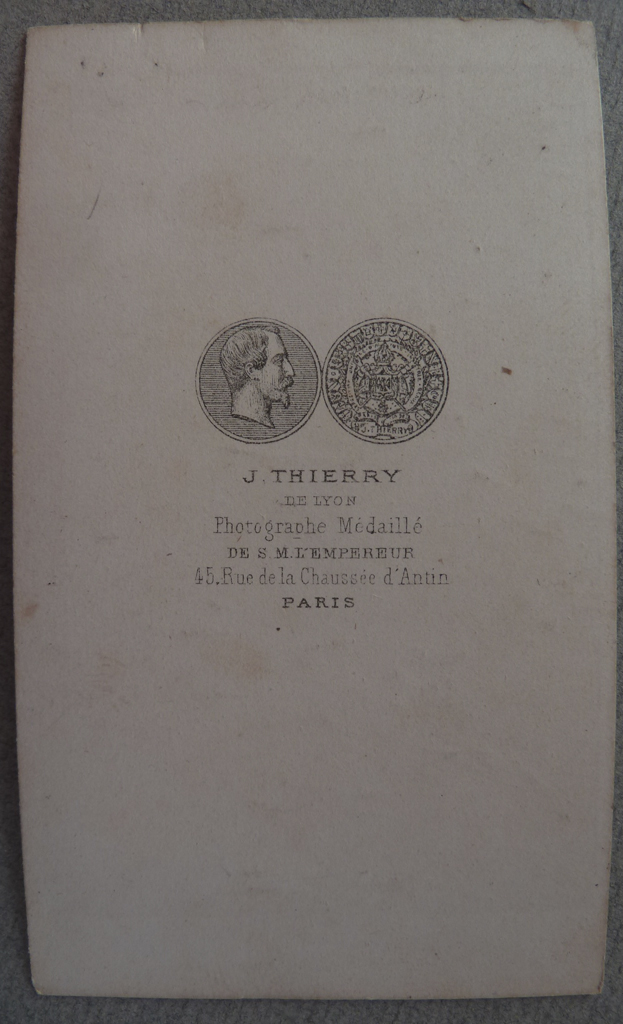 J. THIERRY
DE LYON
Photographe Médaillé
DE S. M. L'EMPEREUR
45, Rue de la Chaussée d'Antin
PARIS